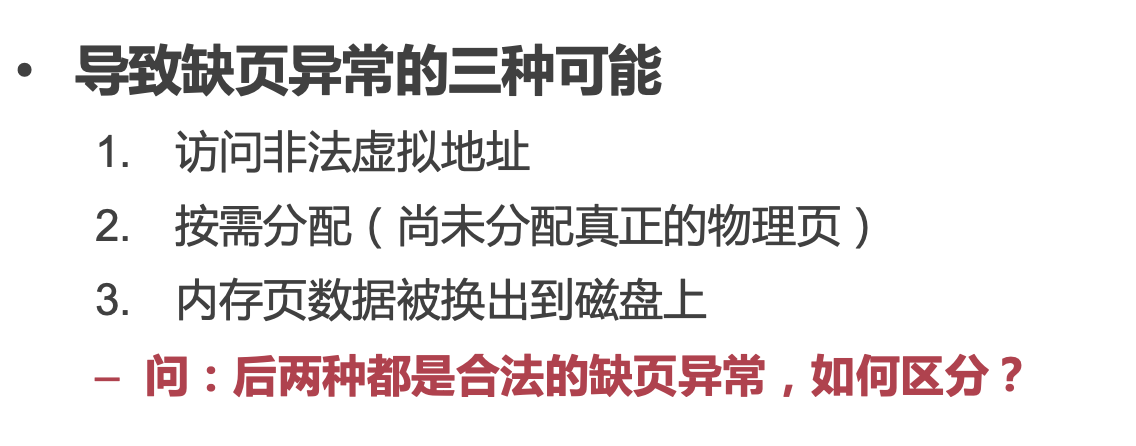 • 导致缺页异常的三种可能
1. 访问非法虚拟地址
2. 按需分配（尚未分配真正的物理页）
3. 内存页数据被换出到磁盘上
– 问：后两种都是合法的缺页异常，如何区分？